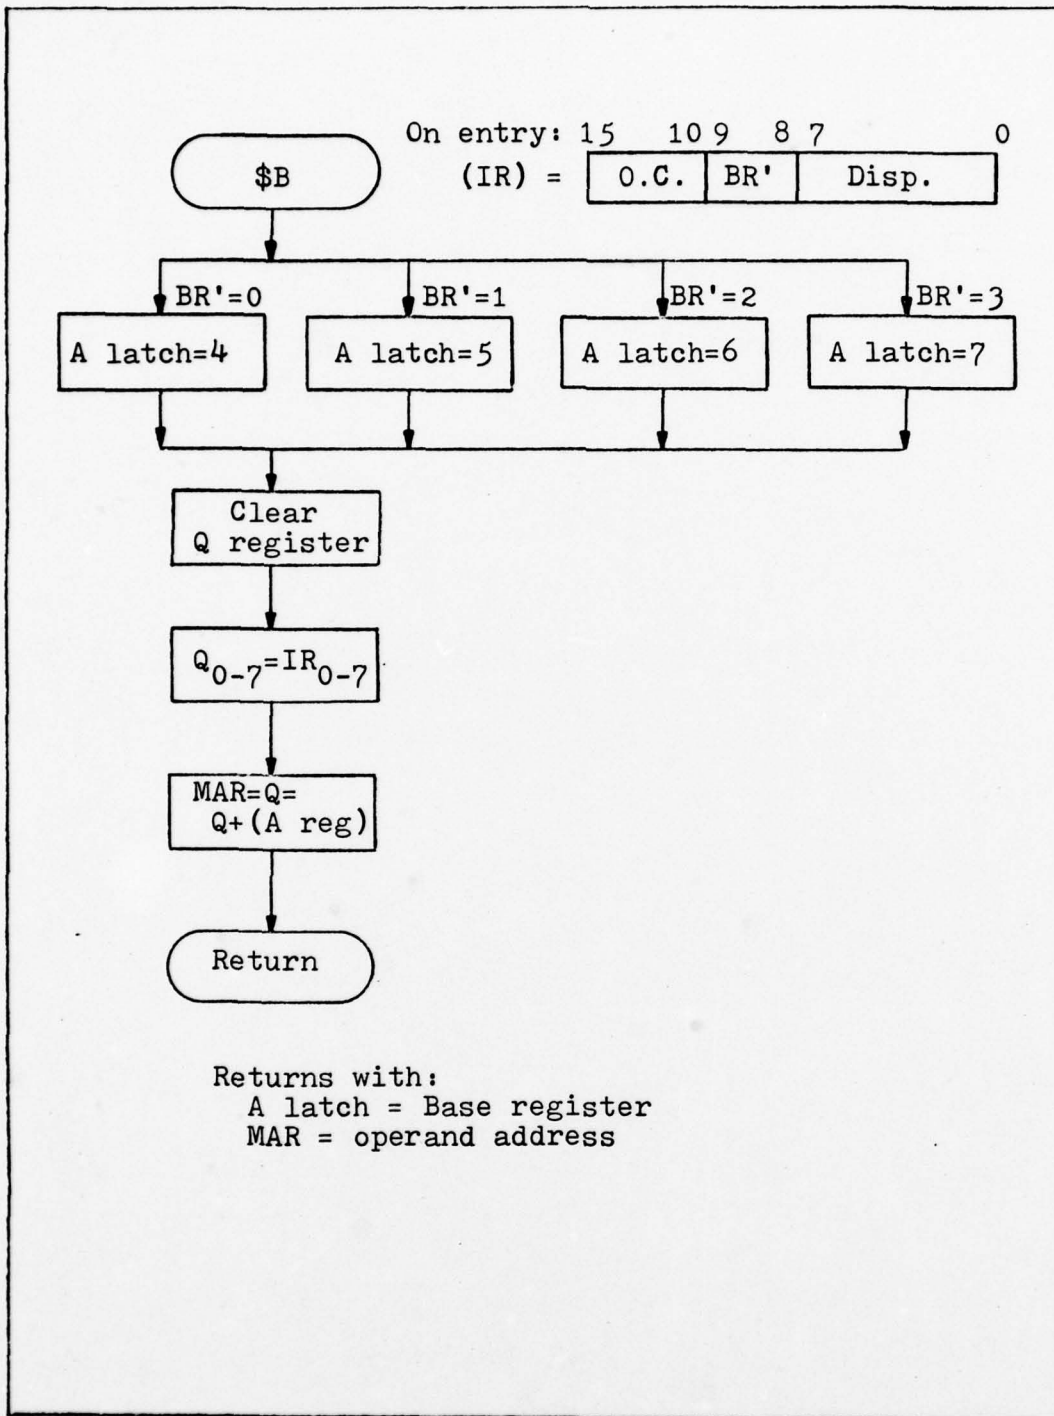 On entry: 15 10 9 8 7 0
$B
(IR) = O.C. BR' Disp.
BR'=0 BR'=1 BR'=2 BR'=3
A latch=4 A latch=5 A latch=6 A latch=7
Clear
Q register
Q0-7=IR0-7
MAR=Q=
Q+(A reg)
Return
Returns with:
A latch = Base register
MAR = operand address